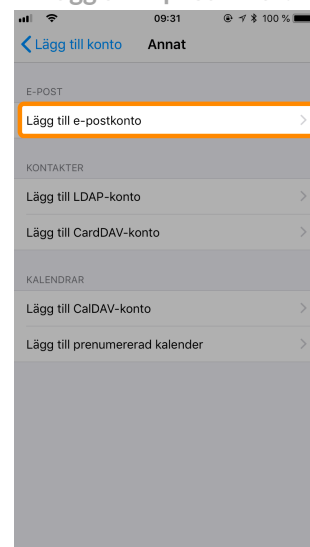 09:31
100 %
Lägg till konto
Annat
E-POST
Lägg till e-postkonto
KONTAKTER
Lägg till LDAP-konto
Lägg till CardDAV-konto
KALENDRAR
Lägg till CalDAV-konto
Lägg till prenumererad kalender